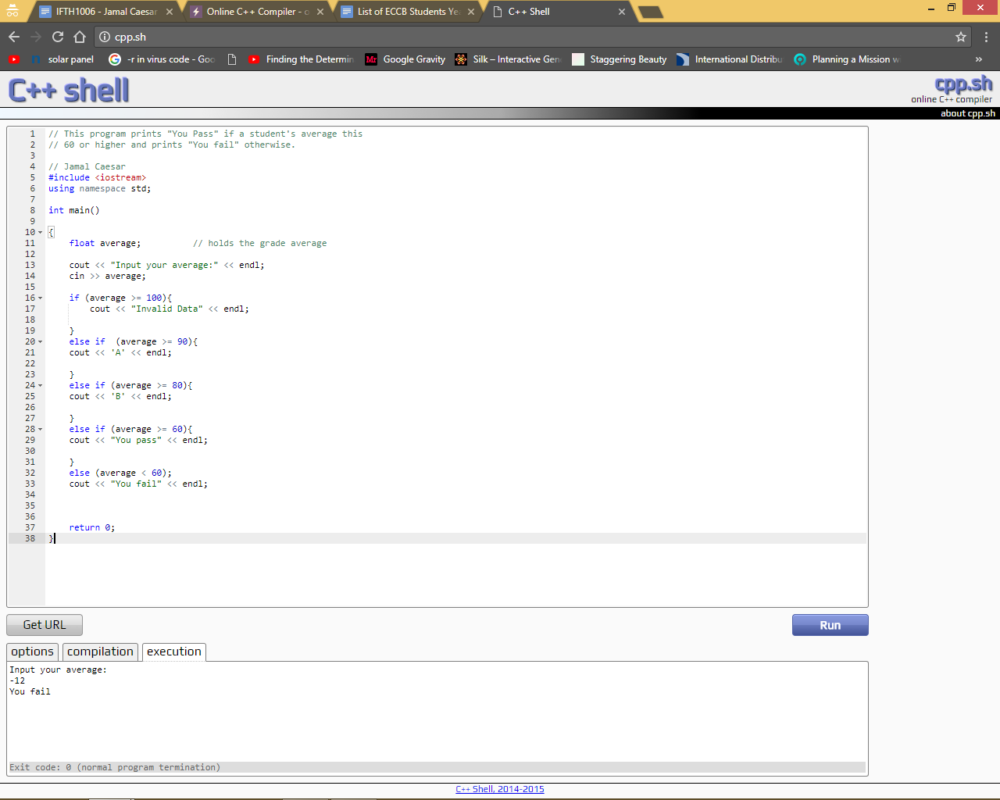 IFTH1006 - Jamal Caesar
Online C++ Compiler - o
List of ECCB Students Ye
C++ Shell
cpp.sh
solar panel
-r in virus code - Goo
Finding the Determin
Mr Google Gravity
Silk – Interactive Gene
Staggering Beauty
International Distribu
Planning a Mission w
»
C++ shell
cpp.sh
online C++ compiler
about cpp.sh
1 // This program prints "You Pass" if a student's average this
2 // 60 or higher and prints "You fail" otherwise.
3
4 // Jamal Caesar
5 #include <iostream>
6 using namespace std;
7
8 int main()
9
10 {
11 float average; // holds the grade average
12
13 cout << "Input your average:" << endl;
14 cin >> average;
15
16 if (average >= 100){
17 cout << "Invalid Data" << endl;
18
19 }
20 else if  (average >= 90){
21 cout << 'A' << endl;
22
23 }
24 else if (average >= 80){
25 cout << 'B' << endl;
26
27 }
28 else if (average >= 60){
29 cout << "You pass" << endl;
30
31 }
32 else (average < 60);
33 cout << "You fail" << endl;
34
35
36
37 return 0;
38 }
Get URL
Run
options compilation execution
Input your average:
-12
You fail
Exit code: 0 (normal program termination)
C++ Shell, 2014-2015